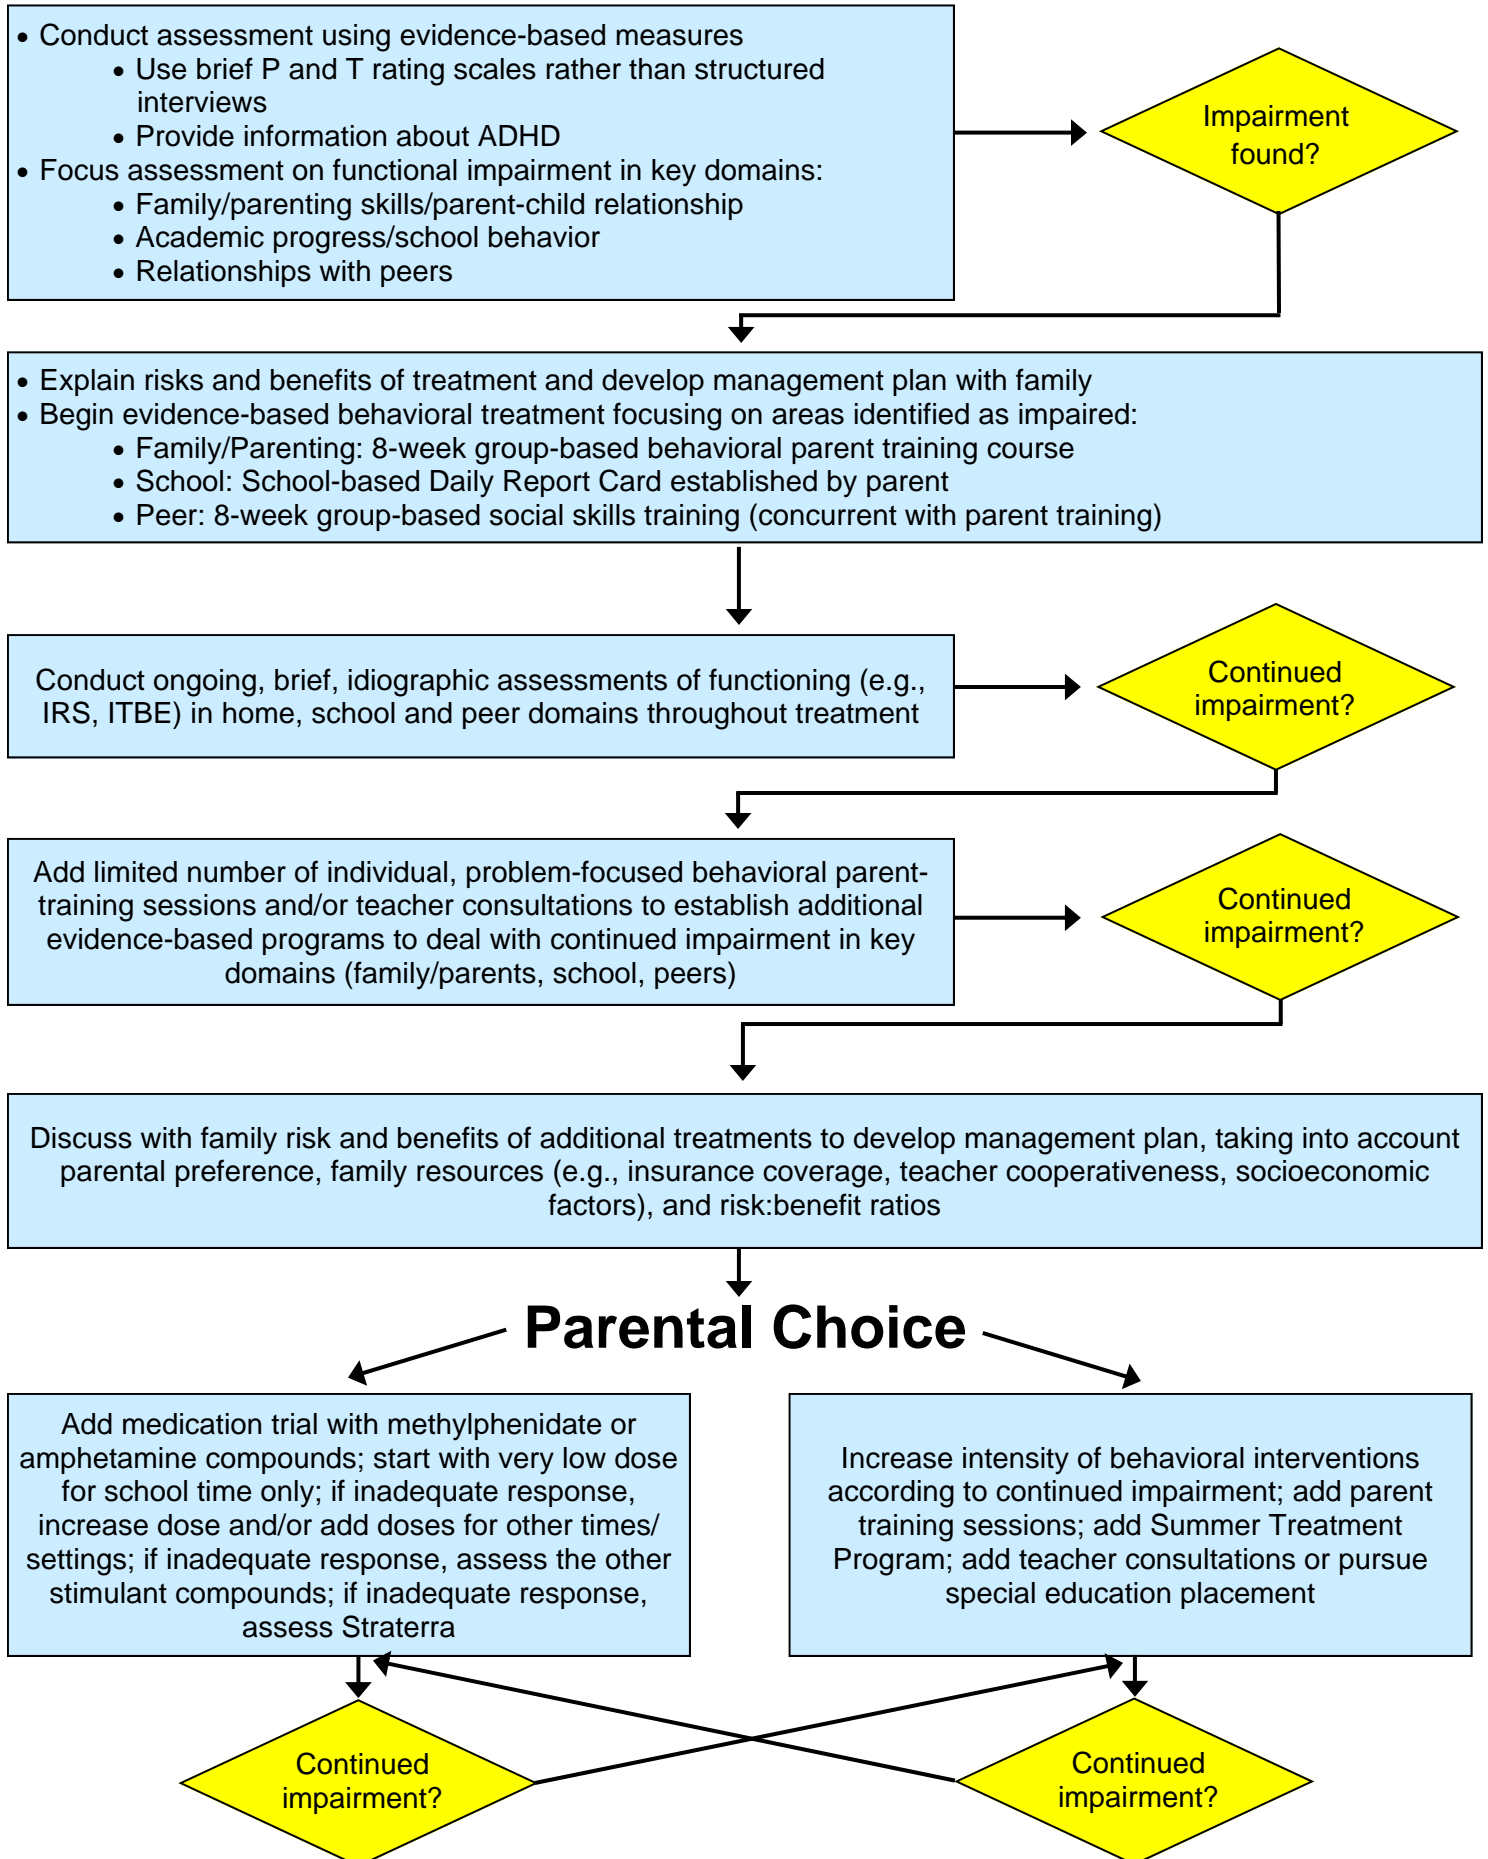 • Conduct assessment using evidence-based measures
• Use brief P and T rating scales rather than structured
interviews
• Provide information about ADHD
• Focus assessment on functional impairment in key domains:
• Family/parenting skills/parent-child relationship
• Academic progress/school behavior
• Relationships with peers
Impairment
found?
• Explain risks and benefits of treatment and develop management plan with family
• Begin evidence-based behavioral treatment focusing on areas identified as impaired:
• Family/Parenting: 8-week group-based behavioral parent training course
• School: School-based Daily Report Card established by parent
• Peer: 8-week group-based social skills training (concurrent with parent training)
Conduct ongoing, brief, idiographic assessments of functioning (e.g.,
IRS, ITBE) in home, school and peer domains throughout treatment
Continued
impairment?
Add limited number of individual, problem-focused behavioral parent-
training sessions and/or teacher consultations to establish additional
evidence-based programs to deal with continued impairment in key
domains (family/parents, school, peers)
Continued
impairment?
Discuss with family risk and benefits of additional treatments to develop management plan, taking into account
parental preference, family resources (e.g., insurance coverage, teacher cooperativeness, socioeconomic
factors), and risk:benefit ratios
Parental Choice
Add medication trial with methylphenidate or
amphetamine compounds; start with very low dose
for school time only; if inadequate response,
increase dose and/or add doses for other times/
settings; if inadequate response, assess the other
stimulant compounds; if inadequate response,
assess Straterra
Increase intensity of behavioral interventions
according to continued impairment; add parent
training sessions; add Summer Treatment
Program; add teacher consultations or pursue
special education placement
Continued
impairment?
Continued
impairment?